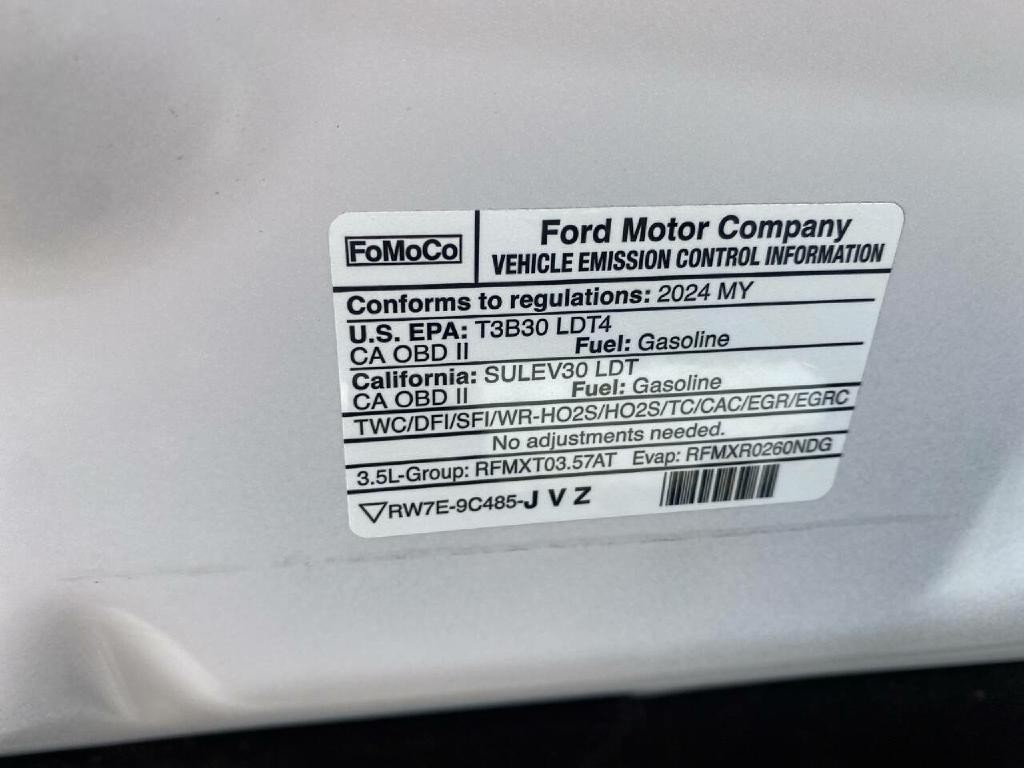 FoMoCo
Ford Motor Company
VEHICLE EMISSION CONTROL INFORMATION
Conforms to regulations: 2024 MY
U.S. EPA: T3B30 LDT4
CA OBD II Fuel: Gasoline
California: SULEV30 LDT
CA OBD II Fuel: Gasoline
TWC/DFI/SFI/WR-HO2S/HO2S/TC/CAC/EGR/EGRC
No adjustments needed.
3.5L-Group: RFMXT03.57AT Evap: RFMXR0260NDG
RW7E-9C485-J V Z